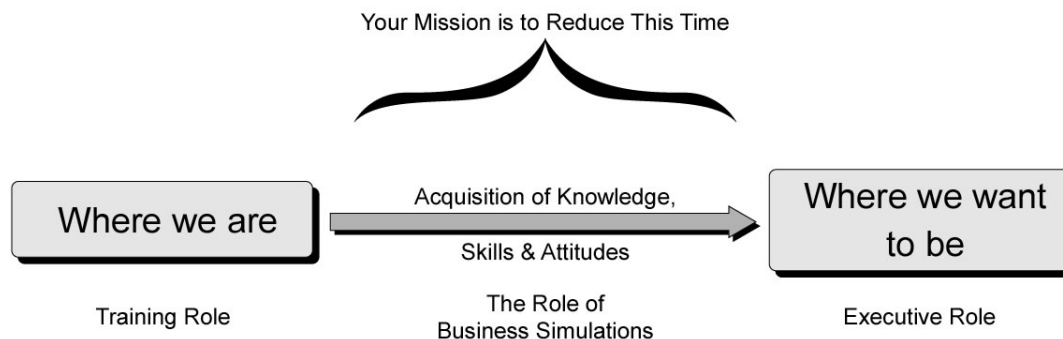 Your Mission is to Reduce This Time
Where we are
Acquisition of Knowledge,
Skills & Attitudes
Where we want
to be
Training Role
The Role of
Business Simulations
Executive Role